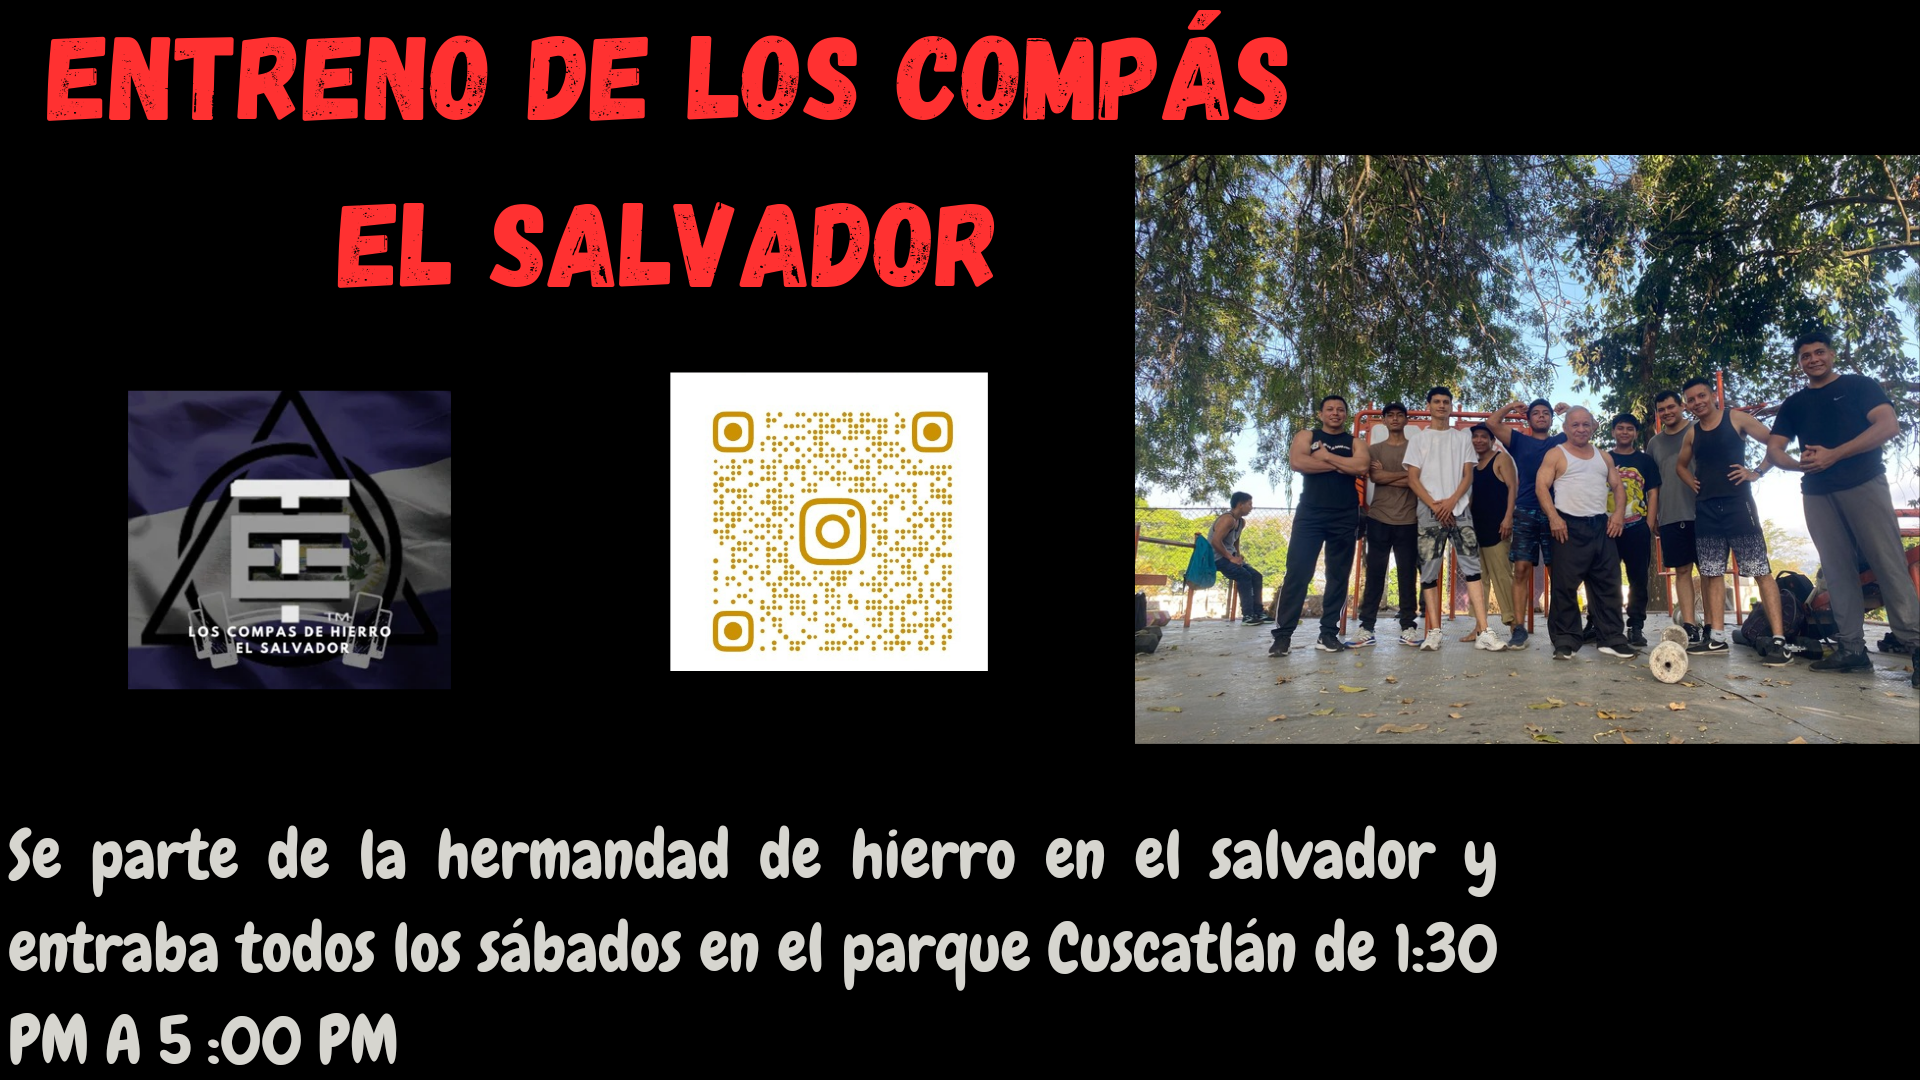 ENTRENO DE LOS COMPÁS
EL SALVADOR
TM
LOS COMPAS DE HIERRO
EL SALVADOR
Se parte de la hermandad de hierro en el salvador y
entraba todos los sábados en el parque Cuscatlán de 1:30
PM A 5 :00 PM